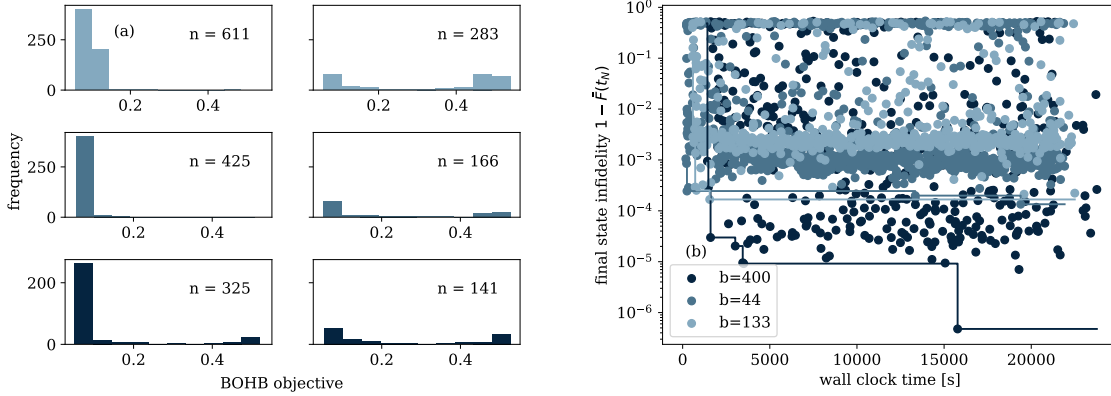 (a)
n = 611
n = 283
250
0
0.2
0.4
0.2
0.4
n = 425
n = 166
250
0
0.2
0.4
0.2
0.4
n = 325
n = 141
200
0
0.2
0.4
0.2
0.4
frequency
BOHB objective
10⁰
10⁻¹
10⁻²
10⁻³
10⁻⁴
10⁻⁵
10⁻⁶
final state infidelity 1 − F̄(t_N)
(b)
b=400
b=44
b=133
0
5000
10000
15000
20000
wall clock time [s]